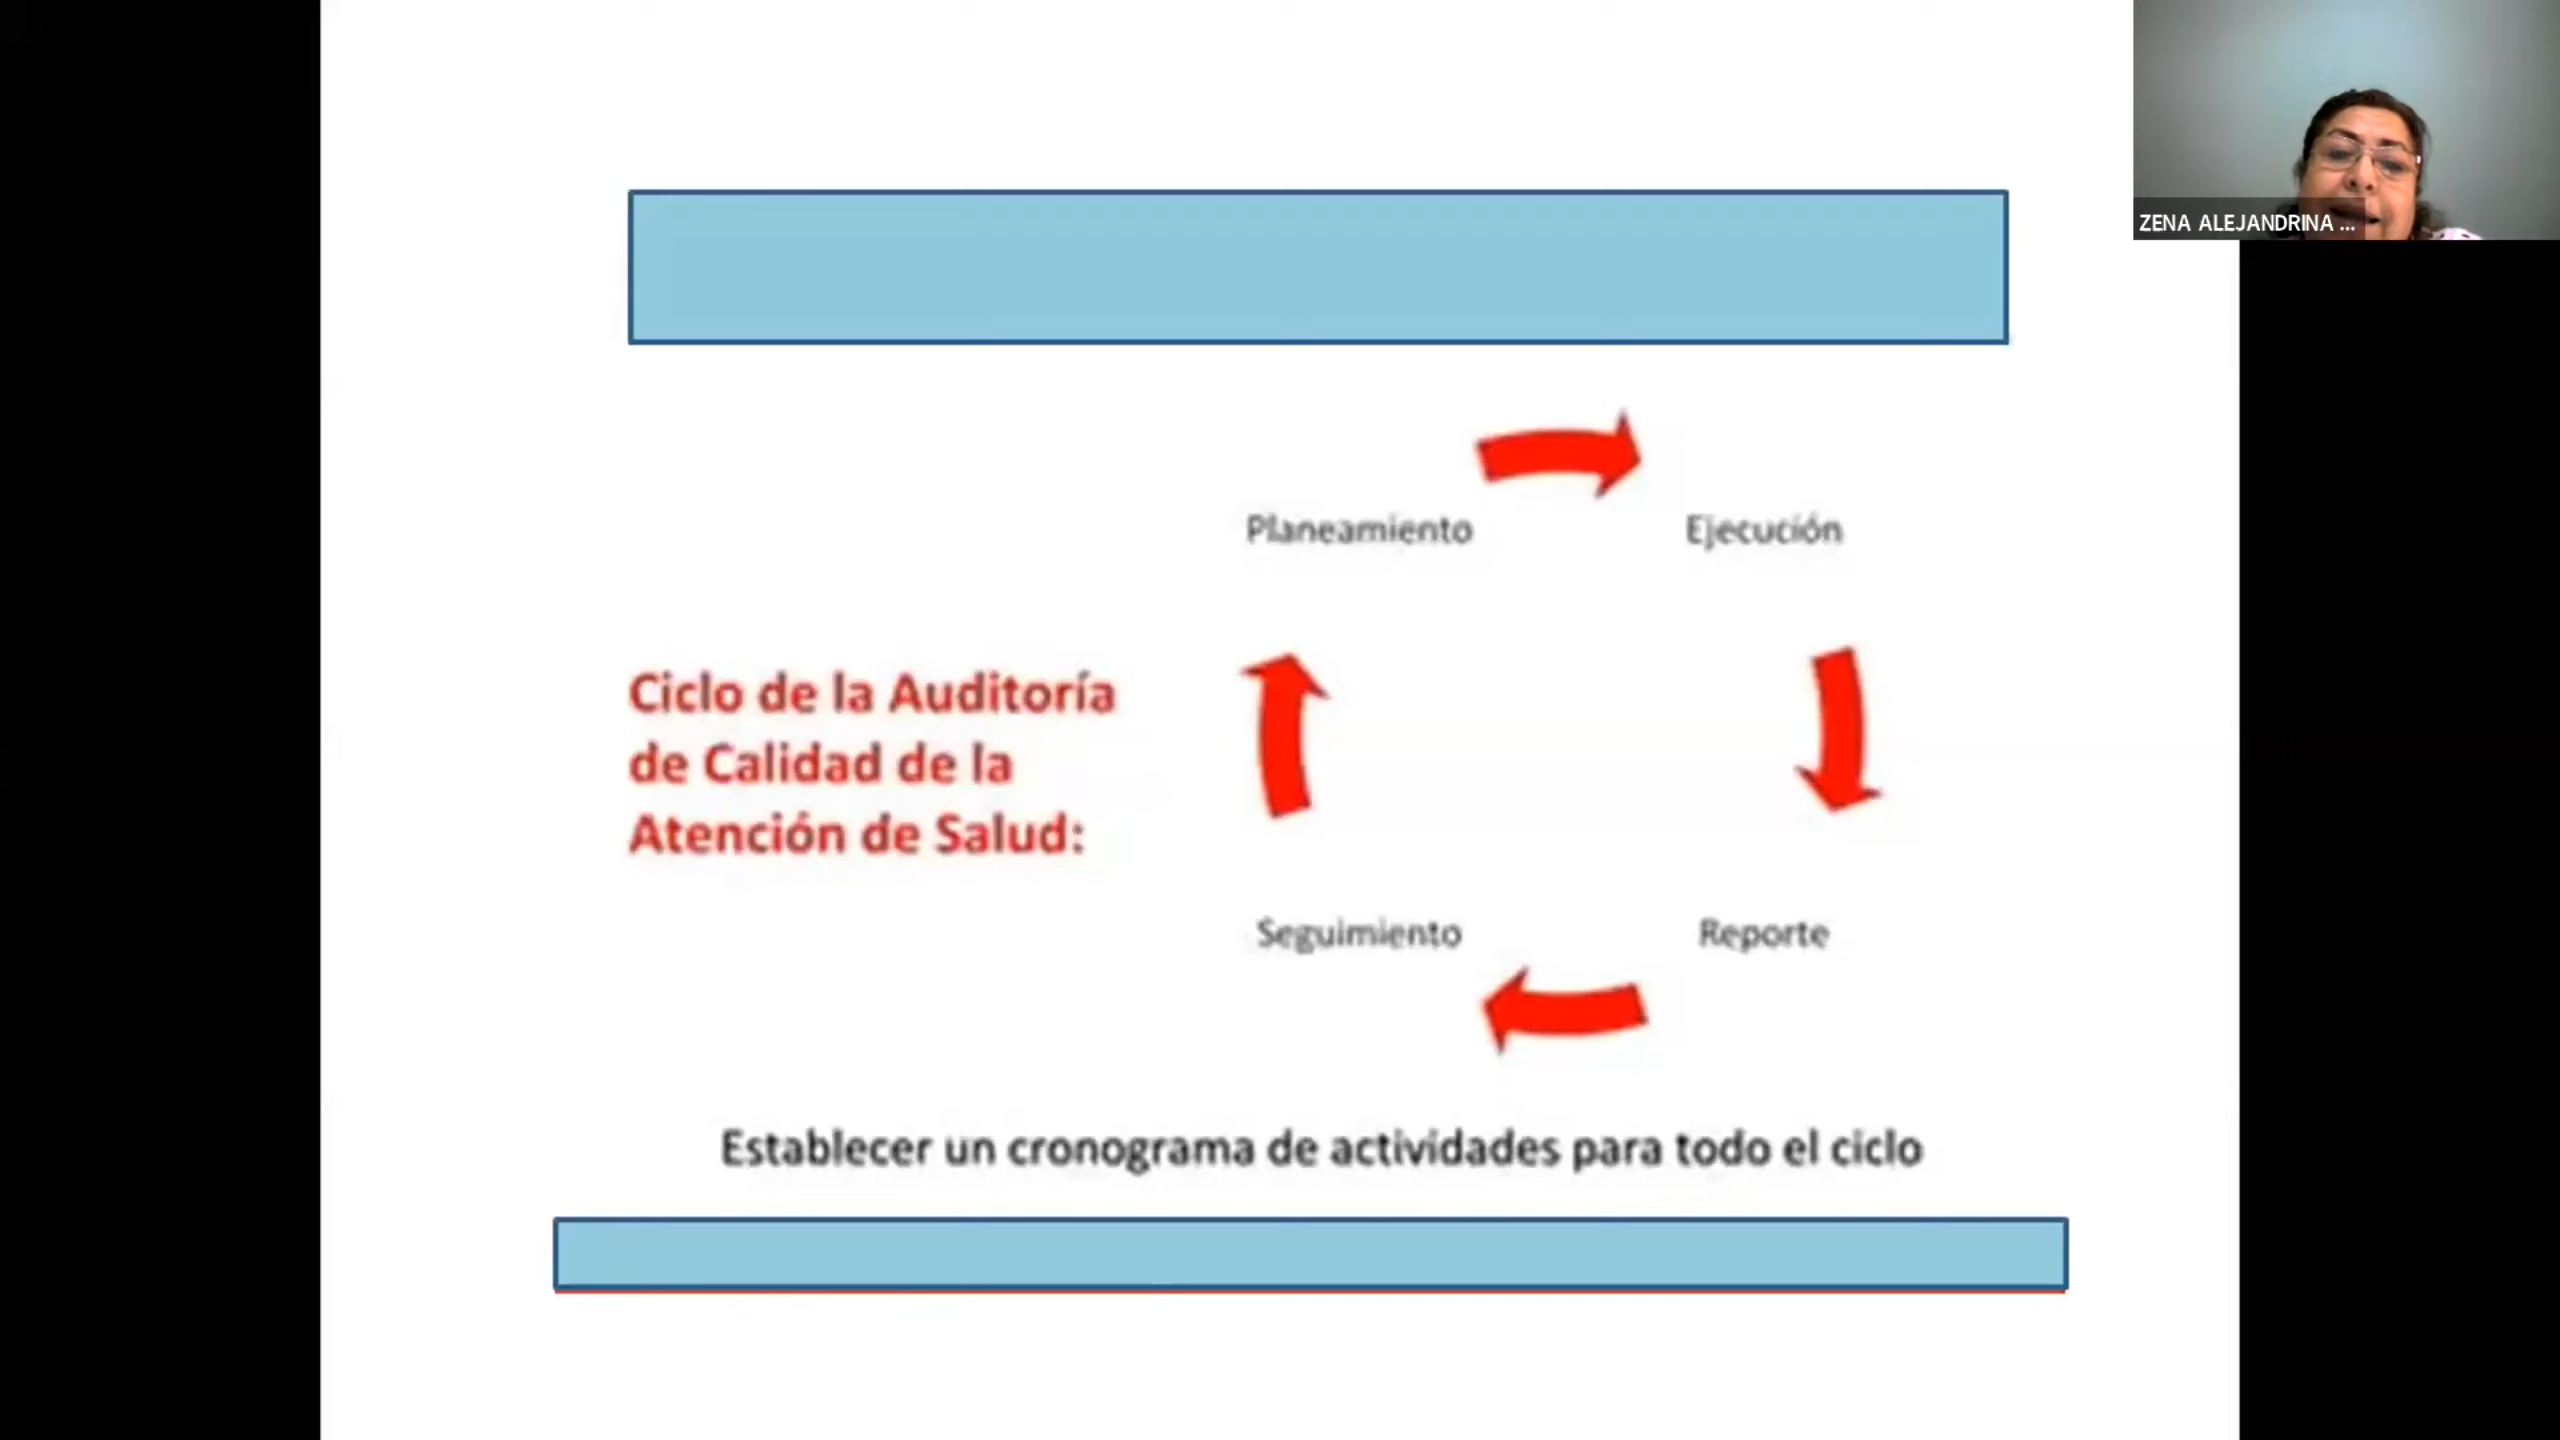 ZENA ALEJANDRINA ...
Planeamiento
Ejecución
Ciclo de la Auditoría
de Calidad de la
Atención de Salud:
Seguimiento
Reporte
Establecer un cronograma de actividades para todo el ciclo